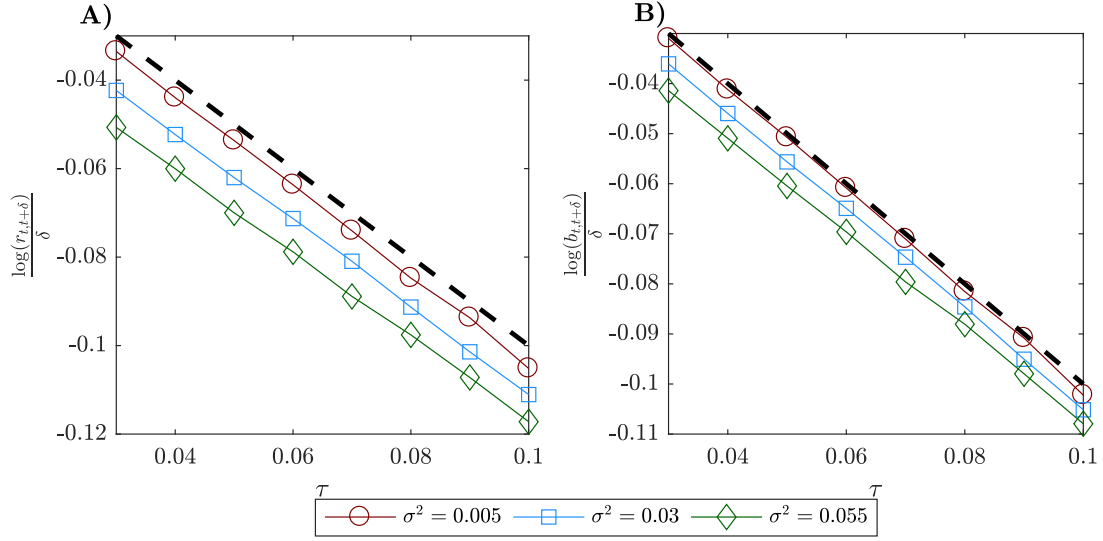 A)
-0.04
-0.06
-0.08
-0.1
-0.12
0.04
0.06
0.08
0.1
τ
log(r_{t,t+δ})
δ
B)
-0.04
-0.05
-0.06
-0.07
-0.08
-0.09
-0.1
-0.11
0.04
0.06
0.08
0.1
τ
log(b_{t,t+δ})
δ
σ² = 0.005
σ² = 0.03
σ² = 0.055